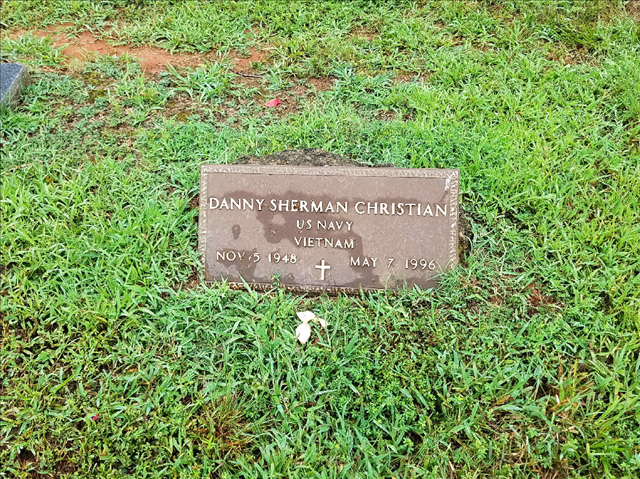 DANNY SHERMAN CHRISTIAN
US NAVY
VIETNAM
NOV 5 1948 MAY 7 1996